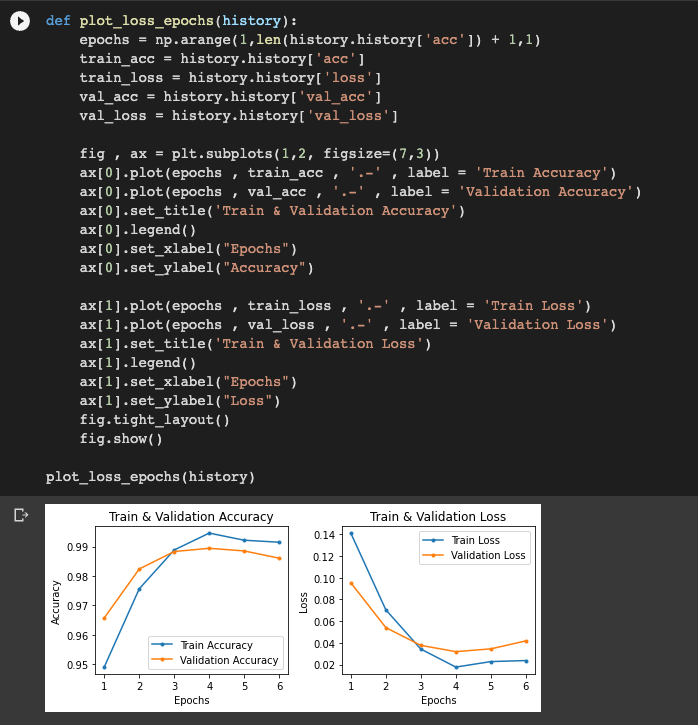 def plot_loss_epochs(history):
    epochs = np.arange(1,len(history.history['acc']) + 1,1)
    train_acc = history.history['acc']
    train_loss = history.history['loss']
    val_acc = history.history['val_acc']
    val_loss = history.history['val_loss']

    fig , ax = plt.subplots(1,2, figsize=(7,3))
    ax[0].plot(epochs , train_acc , '.-' , label = 'Train Accuracy')
    ax[0].plot(epochs , val_acc , '.-' , label = 'Validation Accuracy')
    ax[0].set_title('Train & Validation Accuracy')
    ax[0].legend()
    ax[0].set_xlabel("Epochs")
    ax[0].set_ylabel("Accuracy")

    ax[1].plot(epochs , train_loss , '.-' , label = 'Train Loss')
    ax[1].plot(epochs , val_loss , '.-' , label = 'Validation Loss')
    ax[1].set_title('Train & Validation Loss')
    ax[1].legend()
    ax[1].set_xlabel("Epochs")
    ax[1].set_ylabel("Loss")
    fig.tight_layout()
    fig.show()

plot_loss_epochs(history)
Train & Validation Accuracy
Accuracy
0.99
0.98
0.97
0.96
0.95
Train Accuracy
Validation Accuracy
1 2 3 4 5 6
Epochs
Train & Validation Loss
Loss
0.14
0.12
0.10
0.08
0.06
0.04
0.02
Train Loss
Validation Loss
1 2 3 4 5 6
Epochs